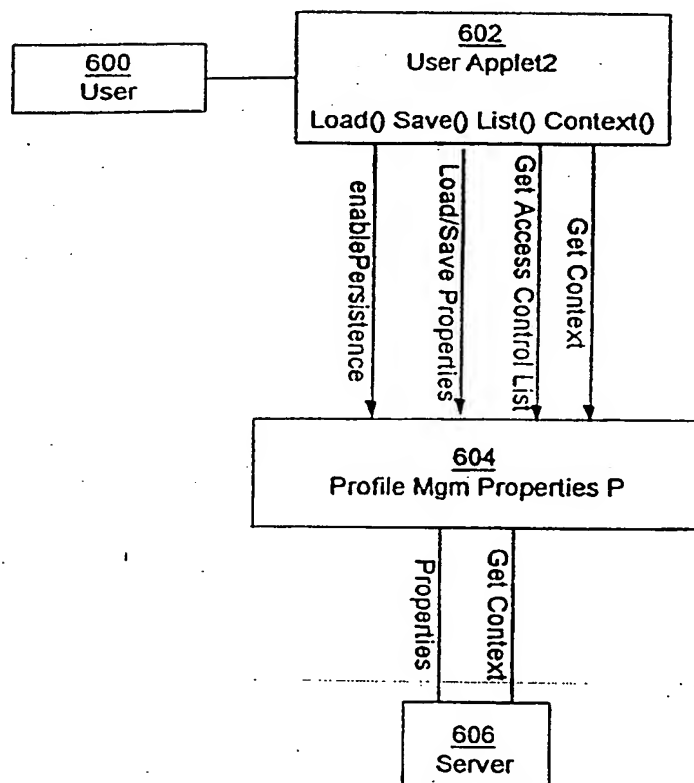 602
User Applet2
600
User
Load() Save() List() Context()
enablePersistence
Load/Save Properties
Get Access Control List
Get Context
604
Profile Mgm Properties P
Properties
Get Context
606
Server